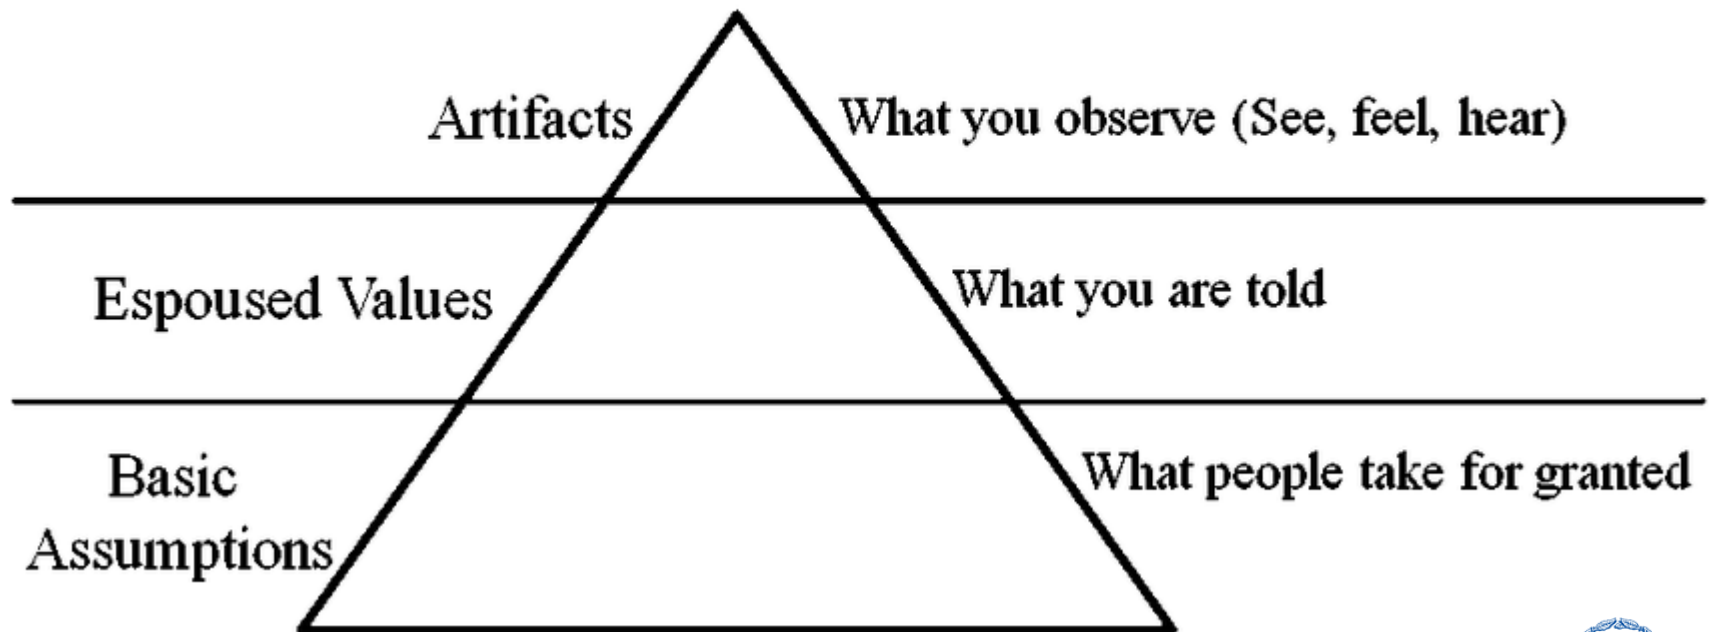 Artifacts
What you observe (See, feel, hear)
Espoused Values
What you are told
Basic
Assumptions
What people take for granted